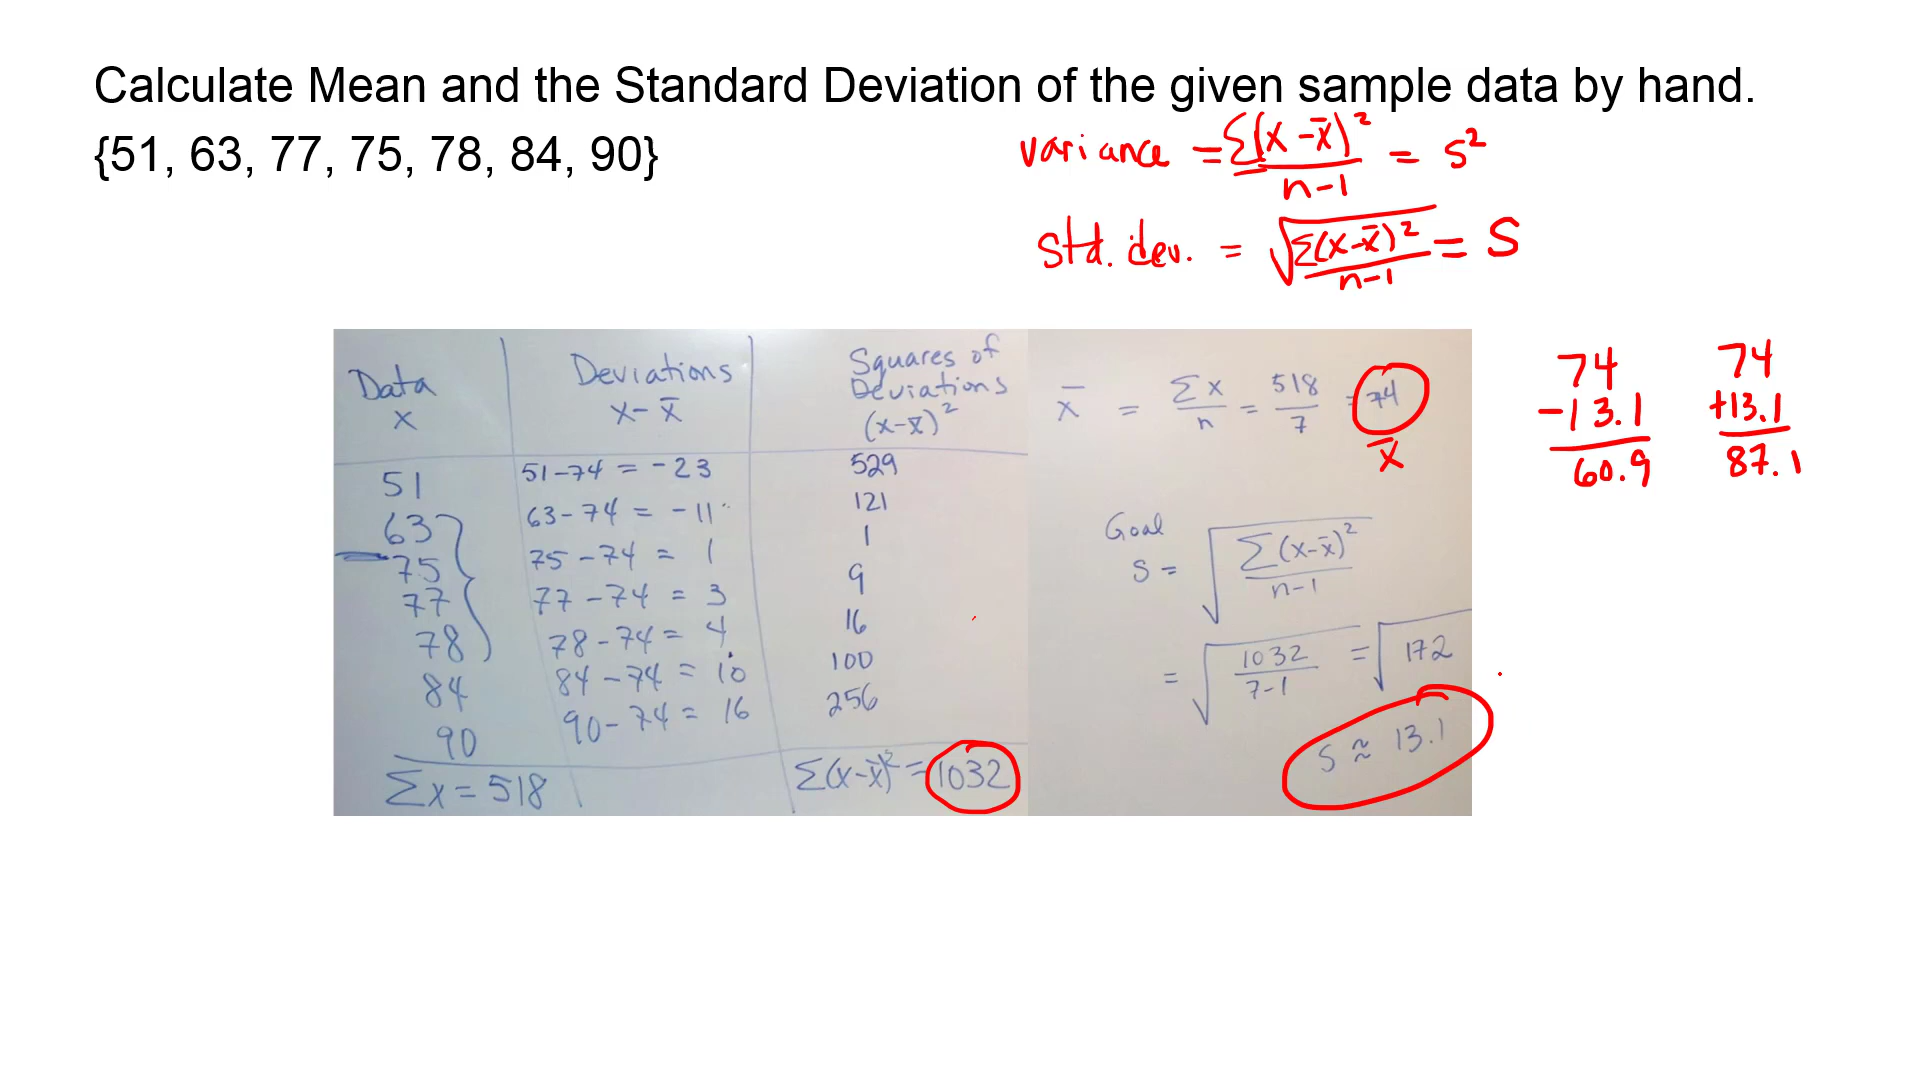 Calculate Mean and the Standard Deviation of the given sample data by hand.
{51, 63, 77, 75, 78, 84, 90}
variance = Σ(x - x̄)² / n-1 = s²
std. dev. = √(Σ(x-x̄)² / n-1) = S
Data
x
Deviations
x - x̄
Squares of
Deviations
(x-x̄)²
51
51-74 = -23
529
63
63-74 = -11
121
75
75-74 = 1
1
77
77-74 = 3
9
78
78-74 = 4
16
84
84-74 = 10
100
90
90-74 = 16
256
Σx = 518
Σ(x-x̄)² = 1032
x̄ = Σx / n = 518 / 7 = 74
x̄
Goal
S = √(Σ(x-x̄)² / n-1)
= √(1032 / 7-1) = √172
S ≈ 13.1
74
-13.1
60.9
74
+13.1
87.1